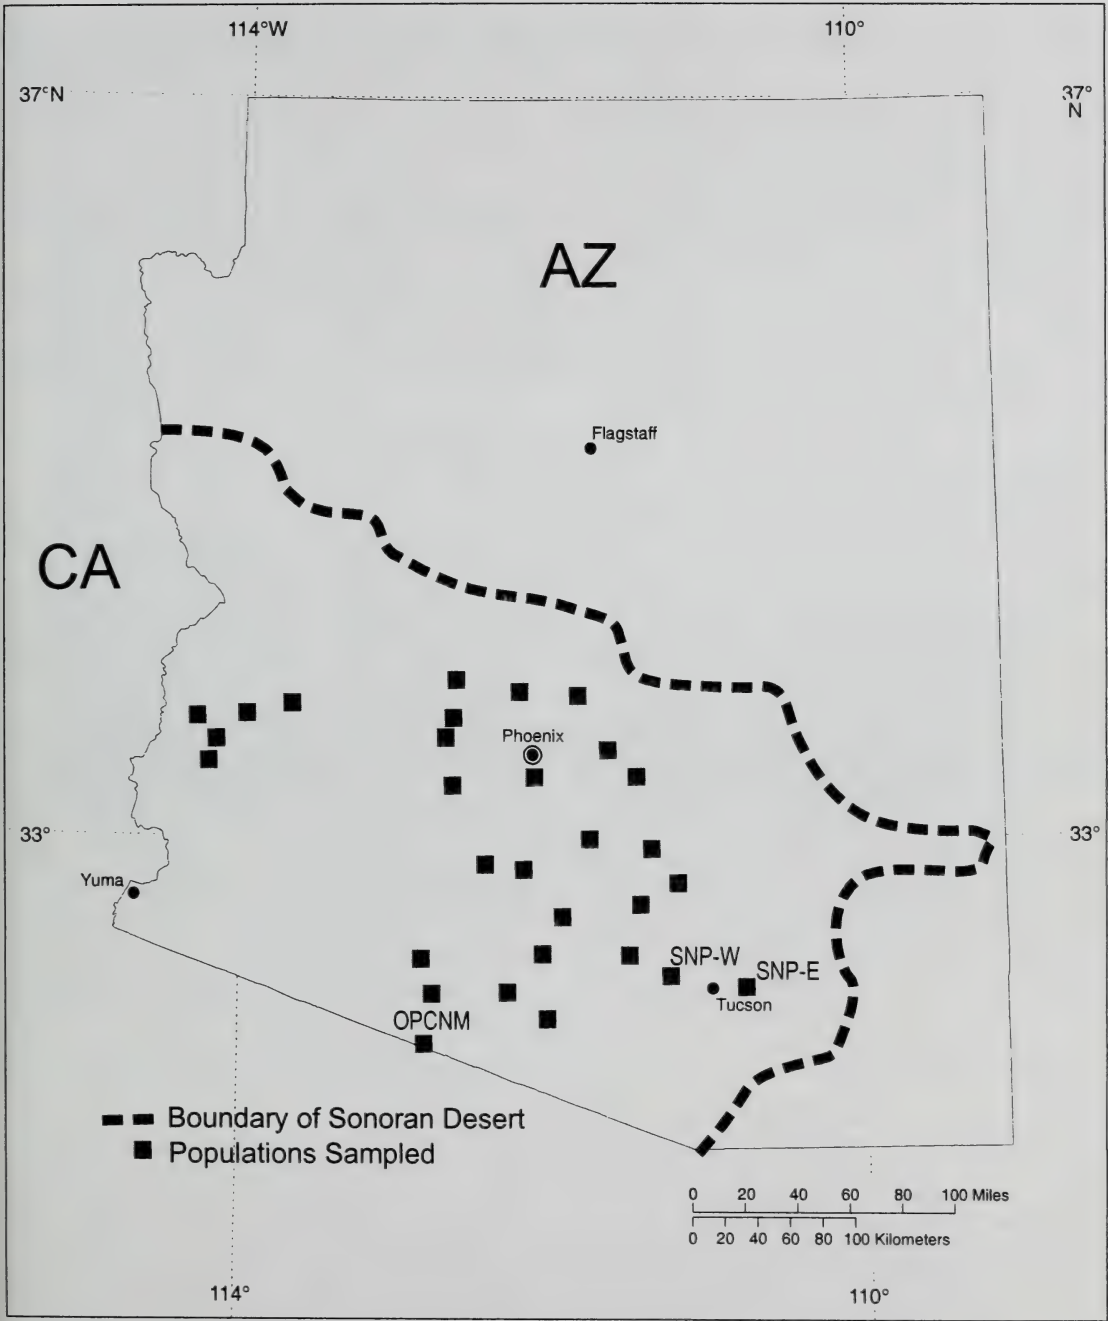 114°W
110°
37°N
37°
N
AZ
Flagstaff
CA
Phoenix
33°
33°
Yuma
SNP-W
SNP-E
Tucson
OPCNM
Boundary of Sonoran Desert
Populations Sampled
0 20 40 60 80 100 Miles
0 20 40 60 80 100 Kilometers
114°
110°